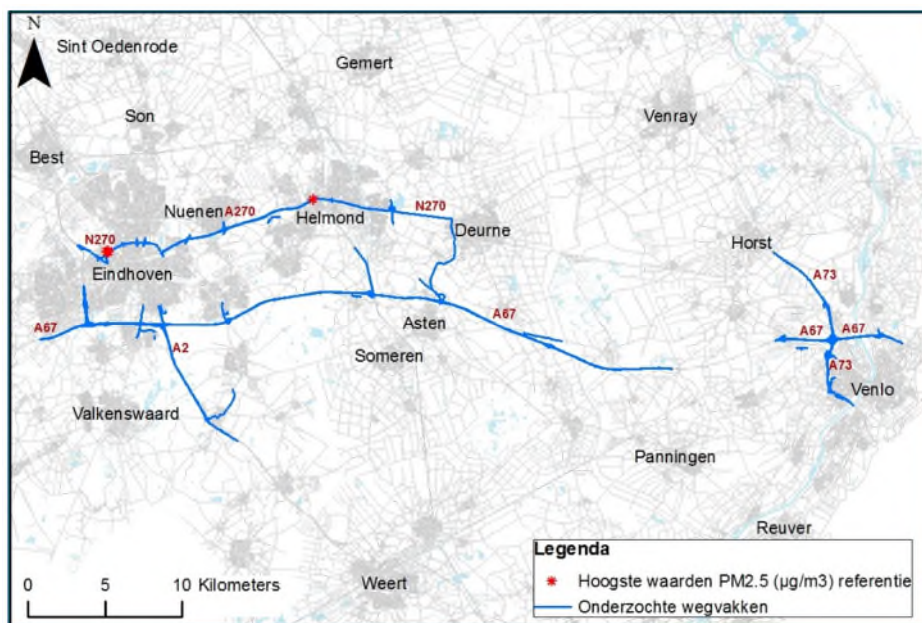 N
Sint Oedenrode
Gemert
Son
Venray
Best
Nuenen
A270
Helmond
N270
Deurne
N270
Eindhoven
Horst
A73
A67
Asten
A67
A67
A67
A2
Someren
A73
Venlo
Valkenswaard
Panningen
Reuver
Weert
0 5 10 Kilometers
Legenda
Hoogste waarden PM2.5 (µg/m3) referentie
Onderzochte wegvakken